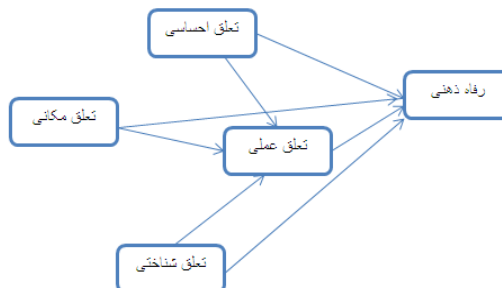 تعلق احساسی
رفاه ذهنی
تعلق مکانی
تعلق عملی
تعلق شناختی